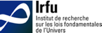 Irfu
Institut de recherche
sur les lois fondamentales
de l'Univers